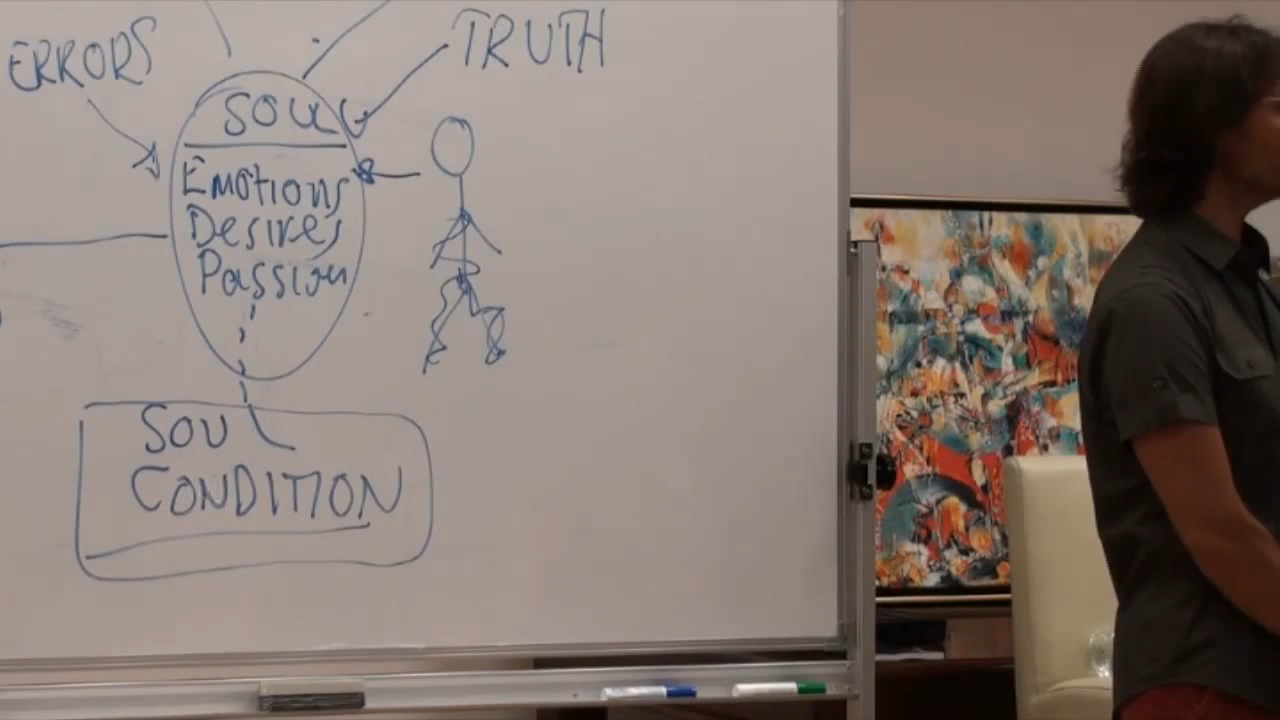 ERRORS
TRUTH
SOUL
Emotions
Desires
Passion
SOUL
CONDITION